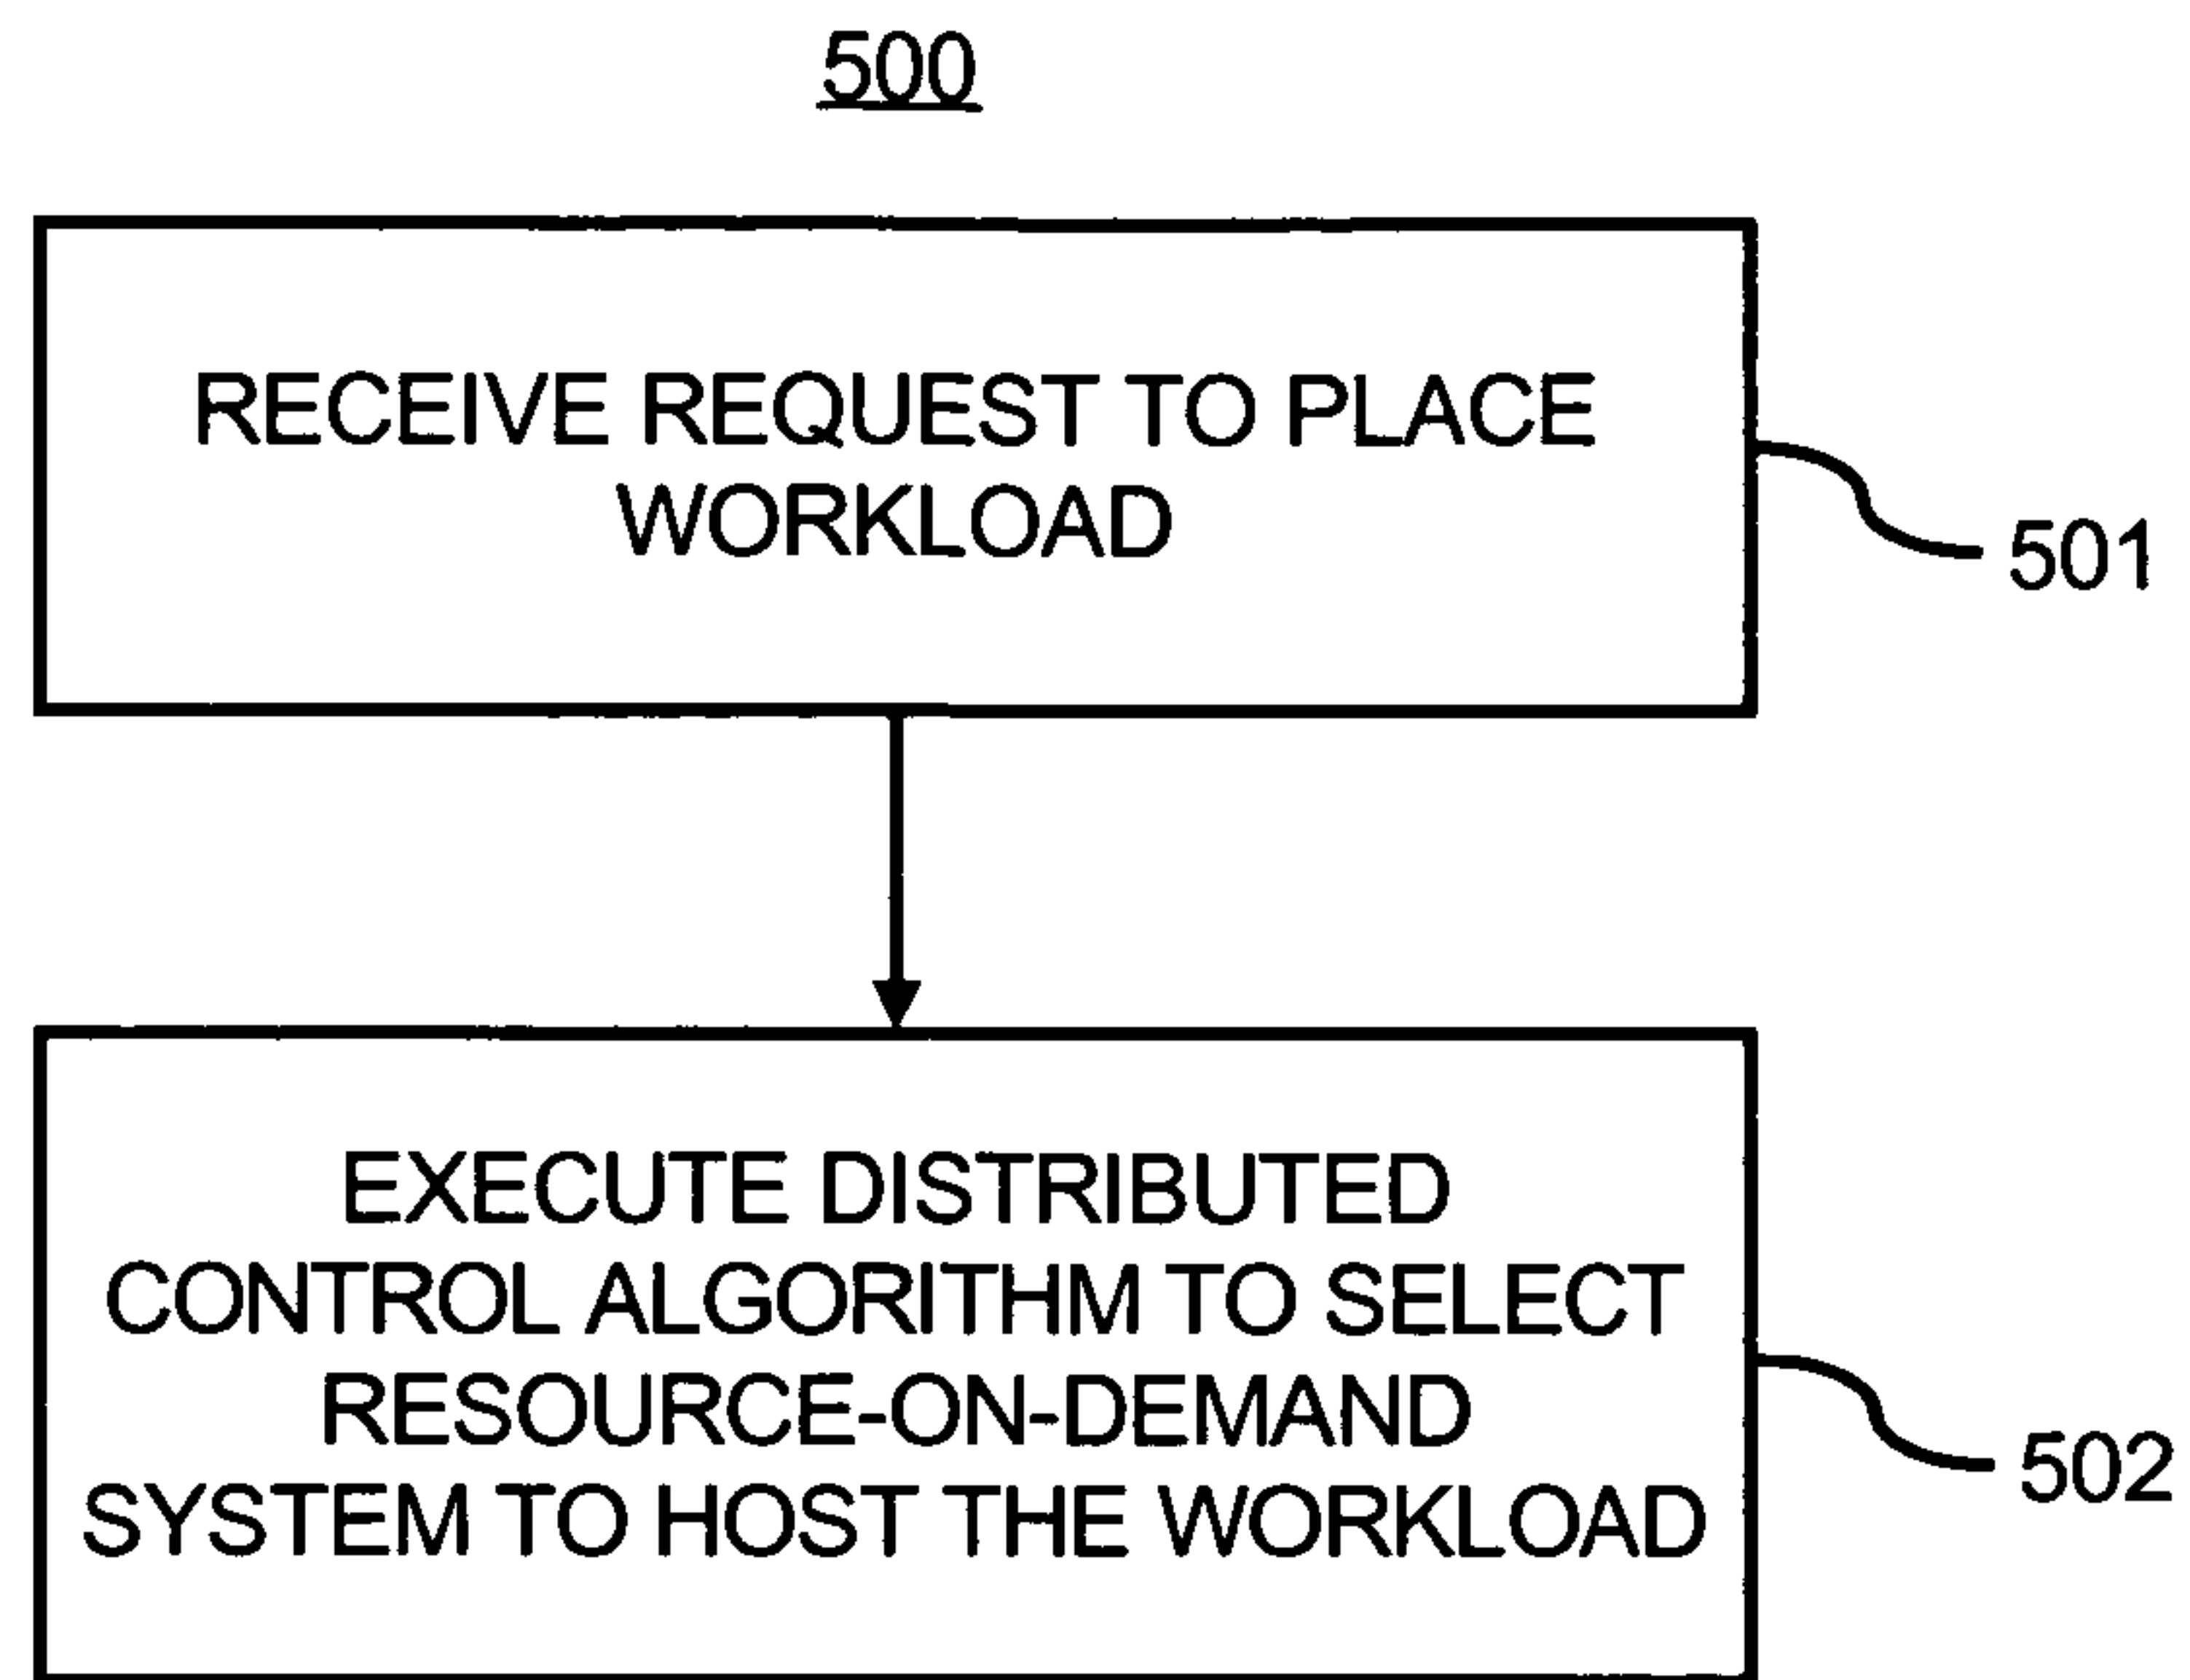 500
RECEIVE REQUEST TO PLACE
WORKLOAD
501
EXECUTE DISTRIBUTED
CONTROL ALGORITHM TO SELECT
RESOURCE-ON-DEMAND
SYSTEM TO HOST THE WORKLOAD
502